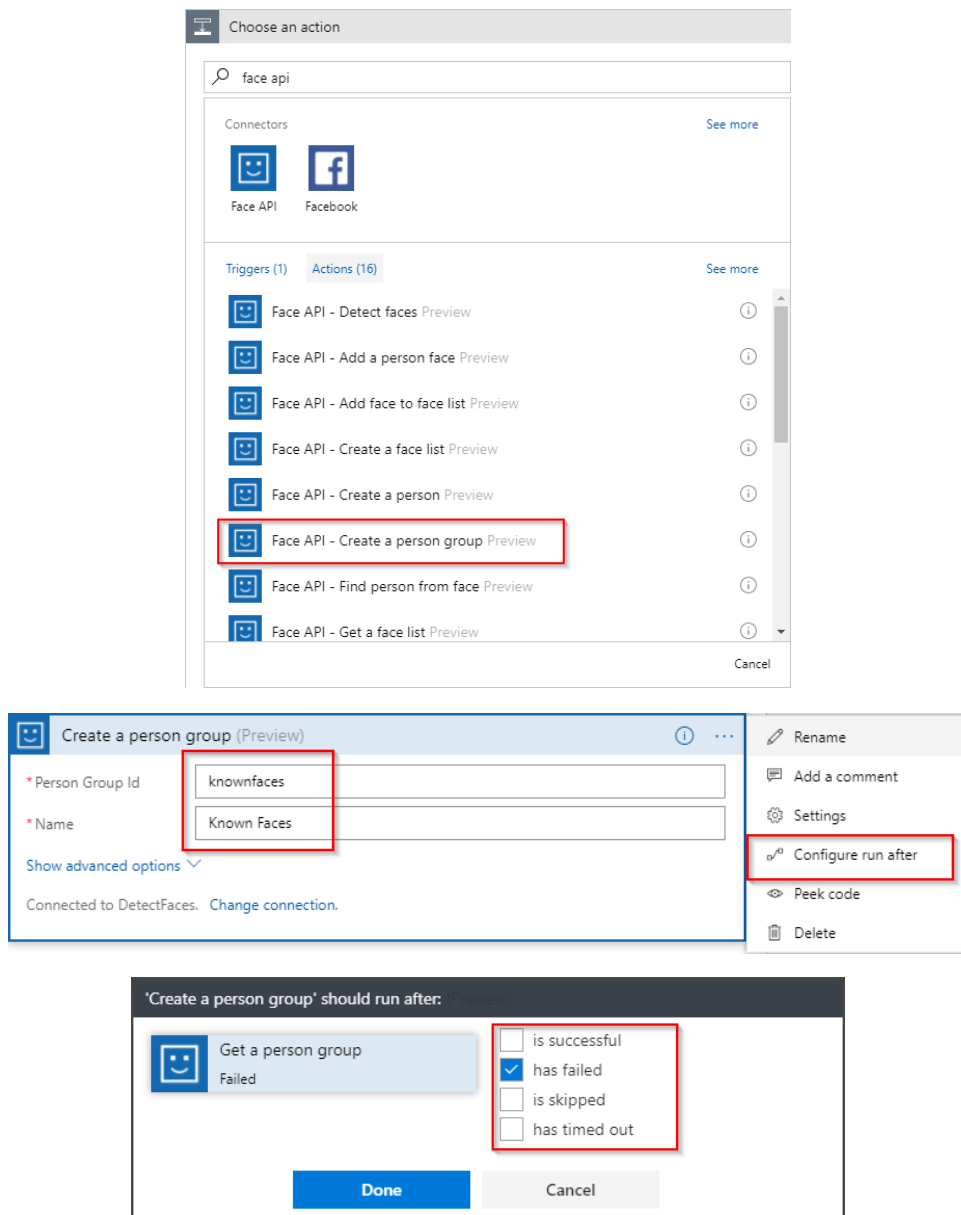 Choose an action
face api
Connectors See more
Face API Facebook
Triggers (1) Actions (16) See more
Face API - Detect faces Preview
Face API - Add a person face Preview
Face API - Add face to face list Preview
Face API - Create a face list Preview
Face API - Create a person Preview
Face API - Create a person group Preview
Face API - Find person from face Preview
Face API - Get a face list Preview
Cancel
Create a person group (Preview)
*Person Group Id knownfaces
*Name Known Faces
Show advanced options
Connected to DetectFaces. Change connection.
Rename
Add a comment
Settings
Configure run after
Peek code
Delete
'Create a person group' should run after: (Preview)
Get a person group
Failed
is successful
has failed
is skipped
has timed out
Done Cancel